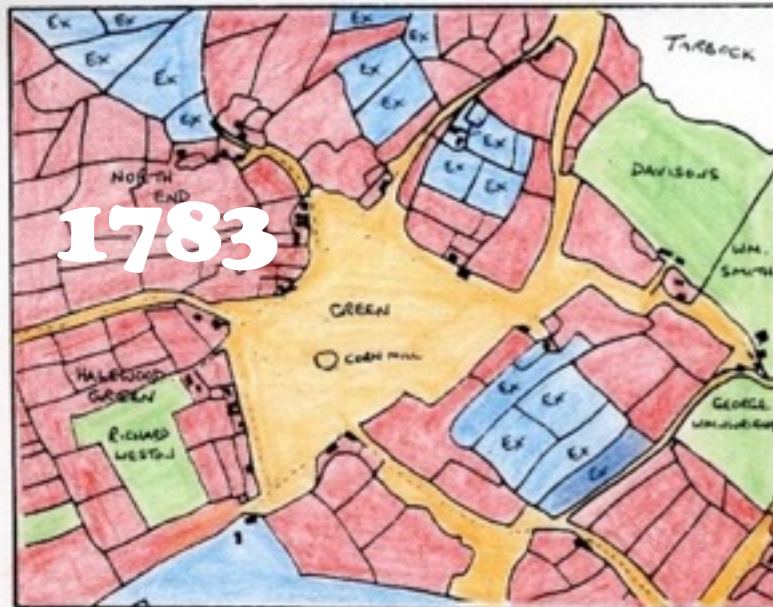 TARBOCK
Ex
Ex
Ex
Ex
Ex
Ex
Ex
Ex
Ex
Ex
Ex
Ex
Ex
DAVISONS
NORTH
END
1783
WM.
SMITH
GREEN
CORN MILL
HALEWOOD
GREEN
RICHARD
WESTON
GEORGE
Ex
Ex
Ex
Ex
Ex